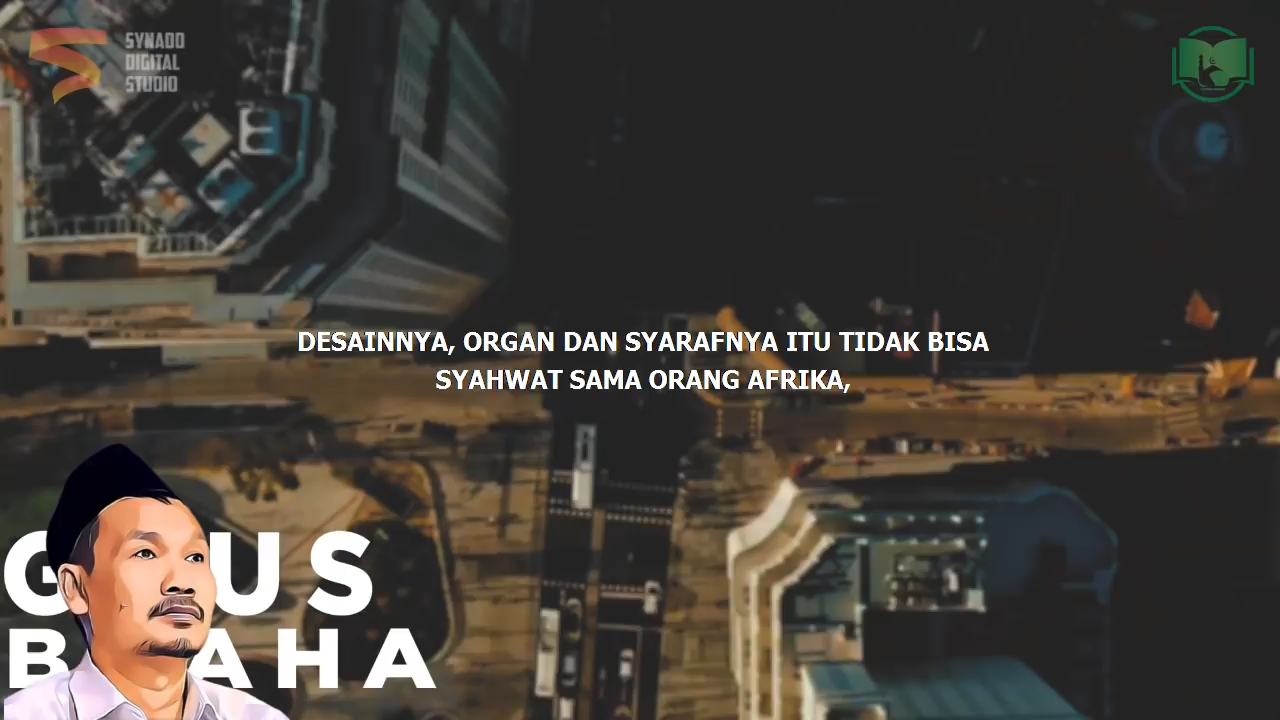 SYNADO
DIGITAL
STUDIO
DESAINNYA, ORGAN DAN SYARAFNYA ITU TIDAK BISA
SYAHWAT SAMA ORANG AFRIKA,